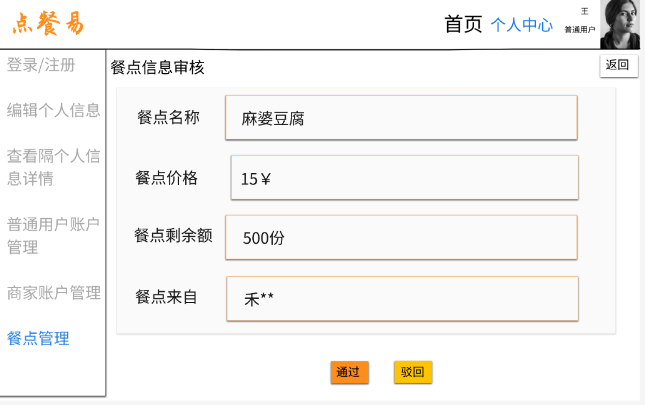 点餐易
首页 个人中心
王
普通用户
登录/注册
编辑个人信息
查看隔个人信
息详情
普通用户账户
管理
商家账户管理
餐点管理
餐点信息审核
返回
餐点名称 麻婆豆腐
餐点价格 15￥
餐点剩余额 500份
餐点来自 禾**
通过 驳回